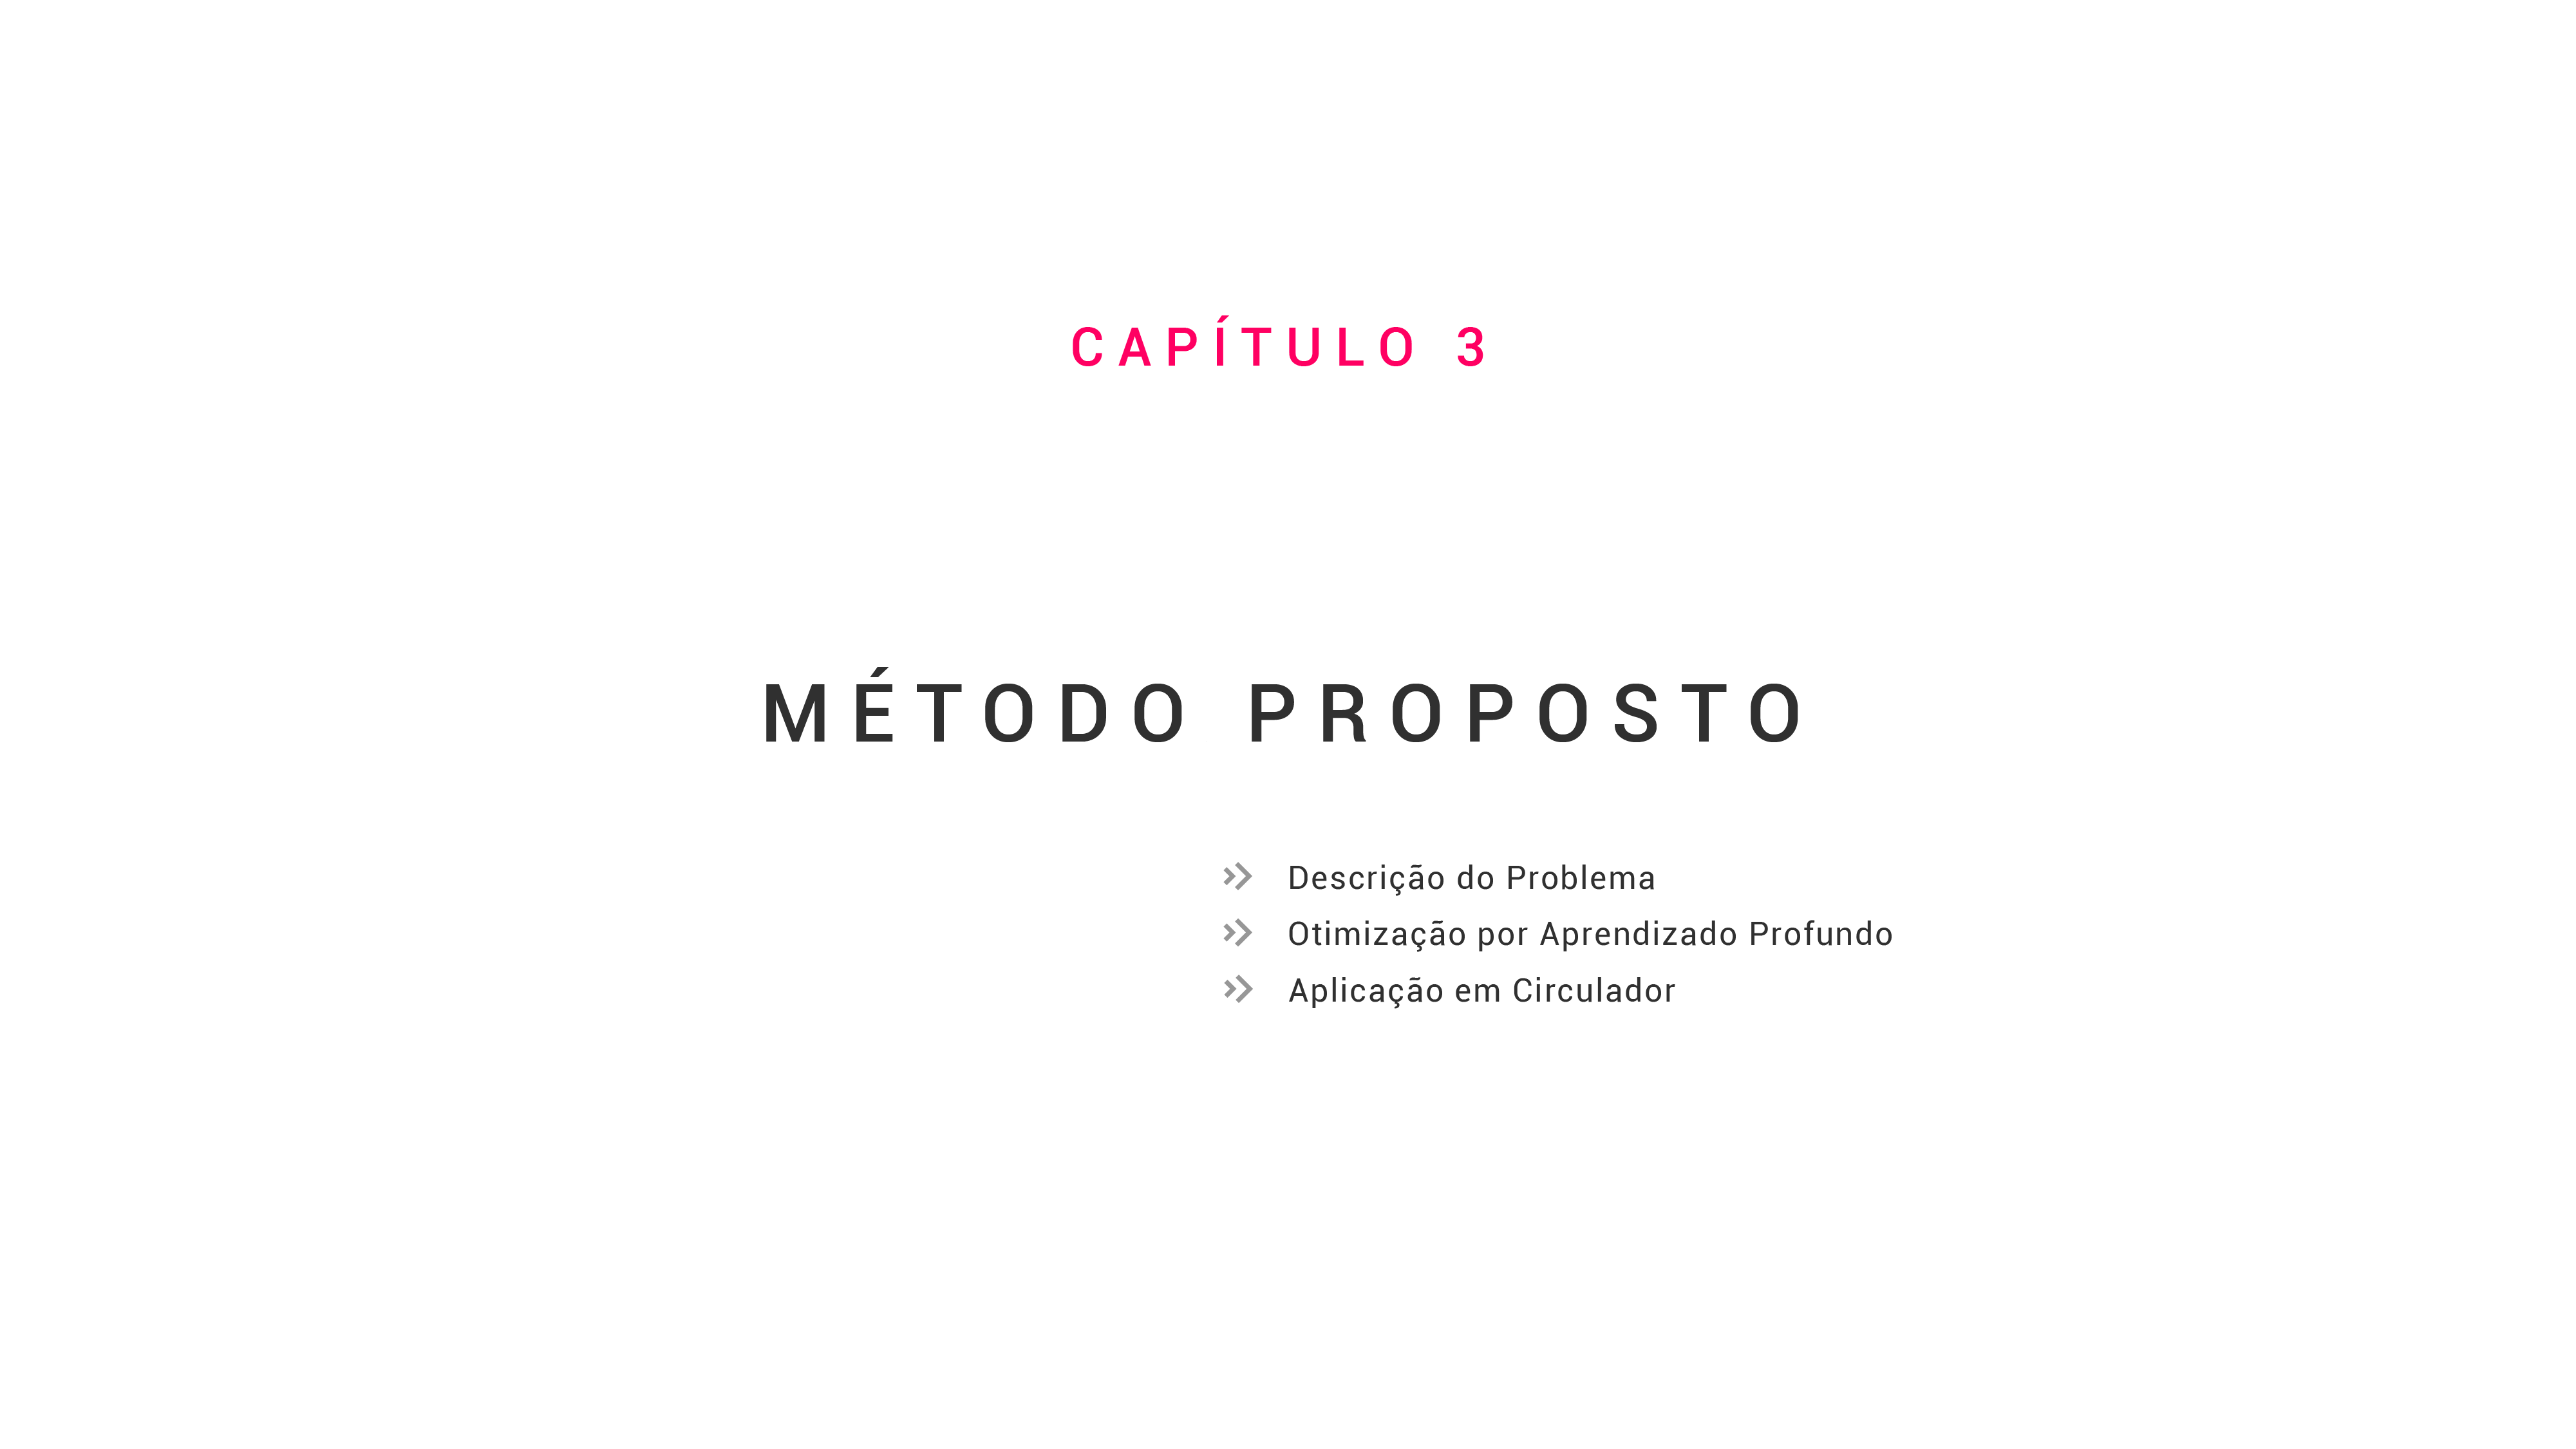 CAPÍTULO 3
MÉTODO PROPOSTO
Descrição do Problema
Otimização por Aprendizado Profundo
Aplicação em Circulador